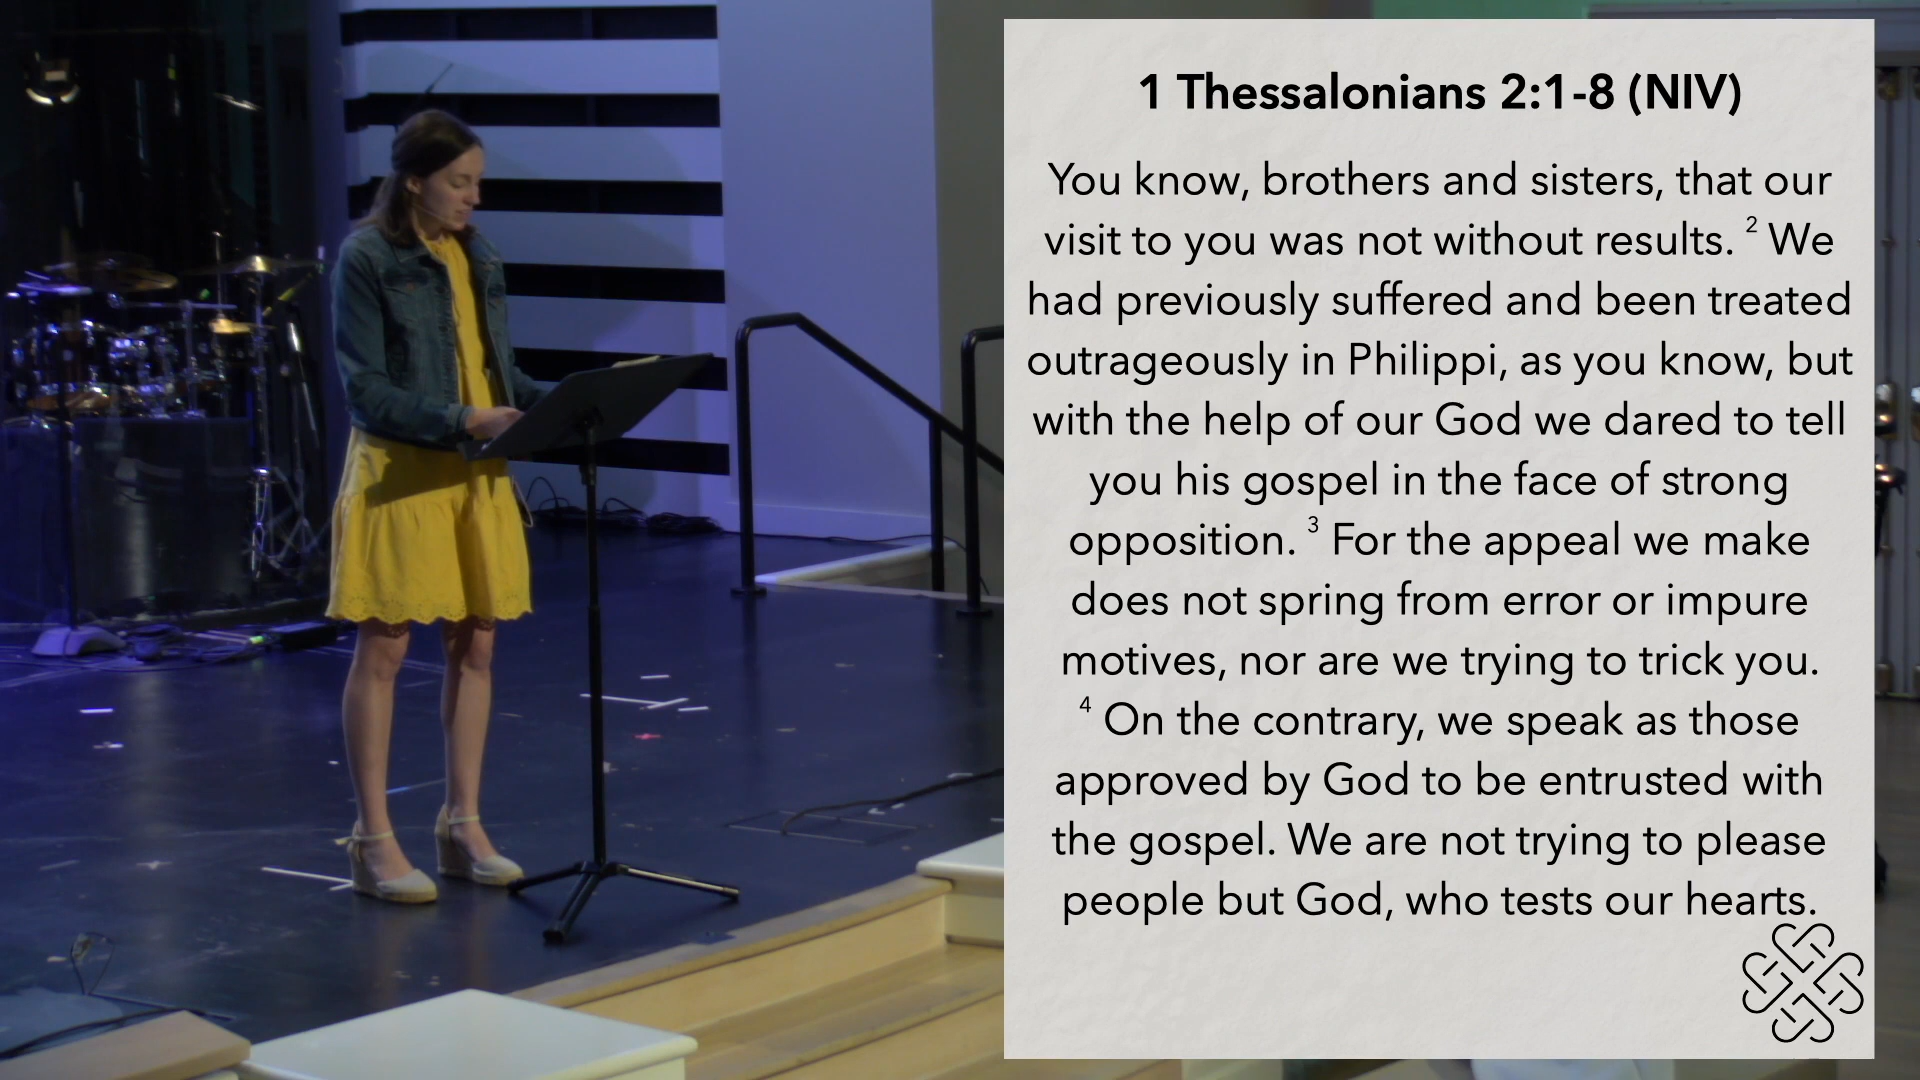 1 Thessalonians 2:1-8 (NIV)
You know, brothers and sisters, that our
visit to you was not without results. 2 We
had previously suffered and been treated
outrageously in Philippi, as you know, but
with the help of our God we dared to tell
you his gospel in the face of strong
opposition. 3 For the appeal we make
does not spring from error or impure
motives, nor are we trying to trick you.
4 On the contrary, we speak as those
approved by God to be entrusted with
the gospel. We are not trying to please
people but God, who tests our hearts.